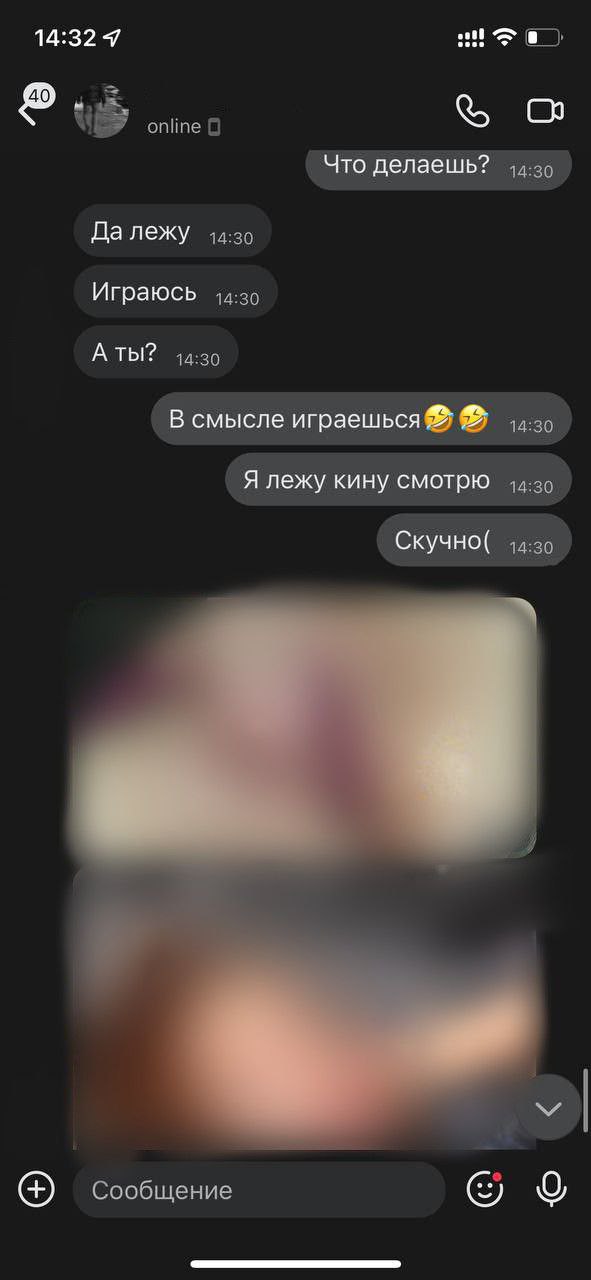 14:32
40
online
Что делаешь? 14:30
Да лежу 14:30
Играюсь 14:30
А ты? 14:30
В смысле играешься🤣🤣 14:30
Я лежу кину смотрю 14:30
Скучно( 14:30
Сообщение